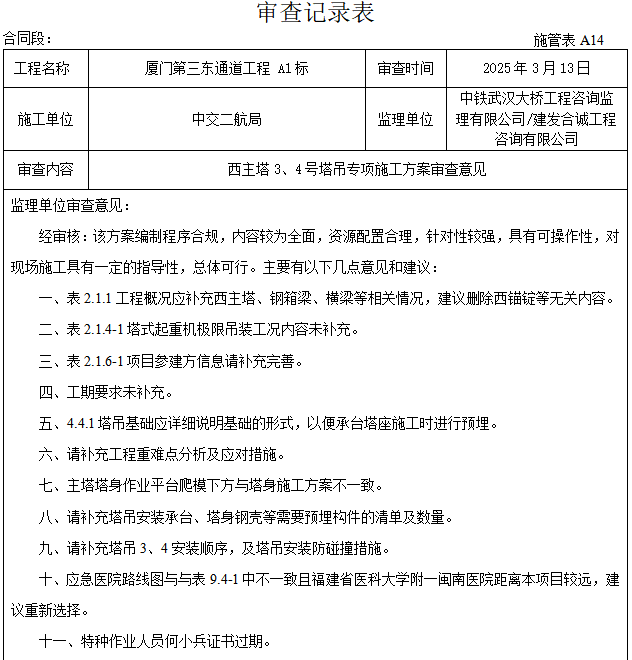 审查记录表
合同段：
施管表 A14
工程名称
厦门第三东通道工程 A1标
审查时间
2025年3月13日
施工单位
中交二航局
监理单位
中铁武汉大桥工程咨询监
理有限公司/建发合诚工程
咨询有限公司
审查内容
西主塔 3、4号塔吊专项施工方案审查意见
监理单位审查意见：
经审核：该方案编制程序合规，内容较为全面，资源配置合理，针对性较强，具有可操作性，对
现场施工具有一定的指导性，总体可行。主要有以下几点意见和建议：
一、表 2.1.1 工程概况应补充西主塔、钢箱梁、横梁等相关情况，建议删除西锚锭等无关内容。
二、表 2.1.4-1 塔式起重机极限吊装工况内容未补充。
三、表 2.1.6-1 项目参建方信息请补充完善。
四、工期要求未补充。
五、4.4.1 塔吊基础应详细说明基础的形式，以便承台塔座施工时进行预埋。
六、请补充工程重难点分析及应对措施。
七、主塔塔身作业平台爬模下方与塔身施工方案不一致。
八、请补充塔吊安装承台、塔身钢壳等需要预埋构件的清单及数量。
九、请补充塔吊 3、4 安装顺序，及塔吊安装防碰撞措施。
十、应急医院路线图与与表 9.4-1 中不一致且福建省医科大学附一闽南医院距离本项目较远，建
议重新选择。
十一、特种作业人员何小兵证书过期。